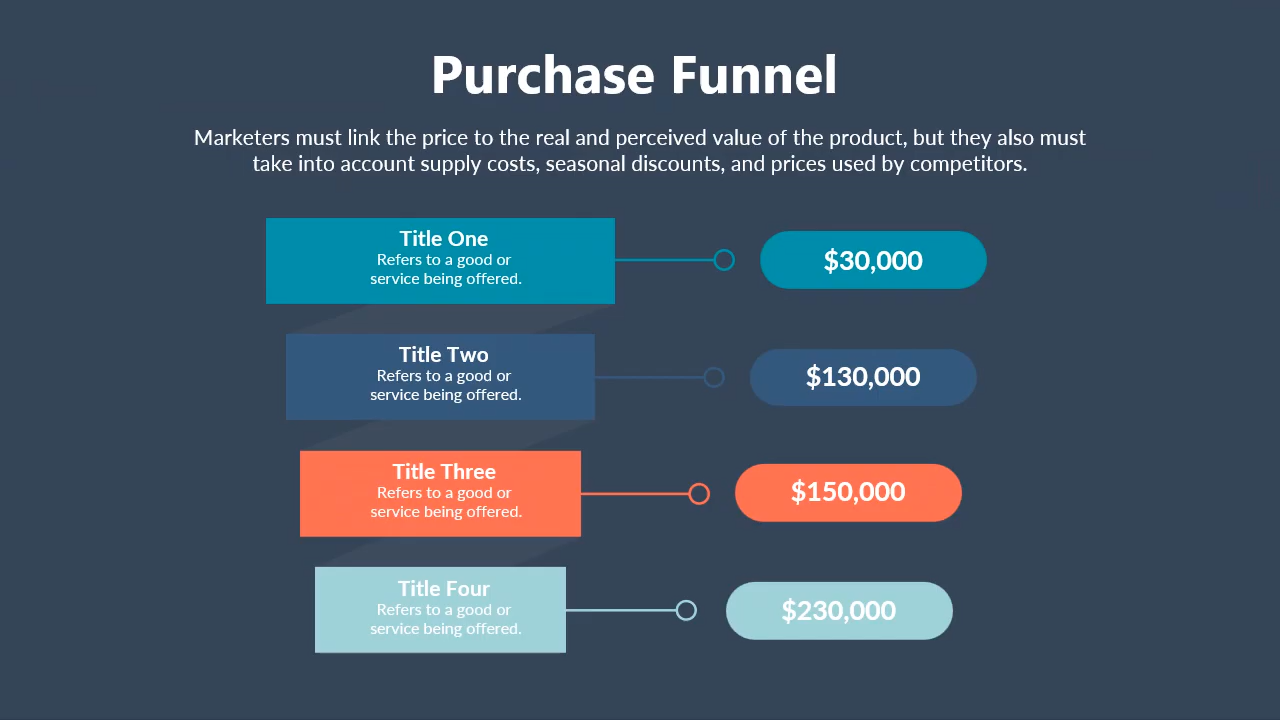 Purchase Funnel
Marketers must link the price to the real and perceived value of the product, but they also must
take into account supply costs, seasonal discounts, and prices used by competitors.
Title One
Refers to a good or
service being offered.
$30,000
Title Two
Refers to a good or
service being offered.
$130,000
Title Three
Refers to a good or
service being offered.
$150,000
Title Four
Refers to a good or
service being offered.
$230,000